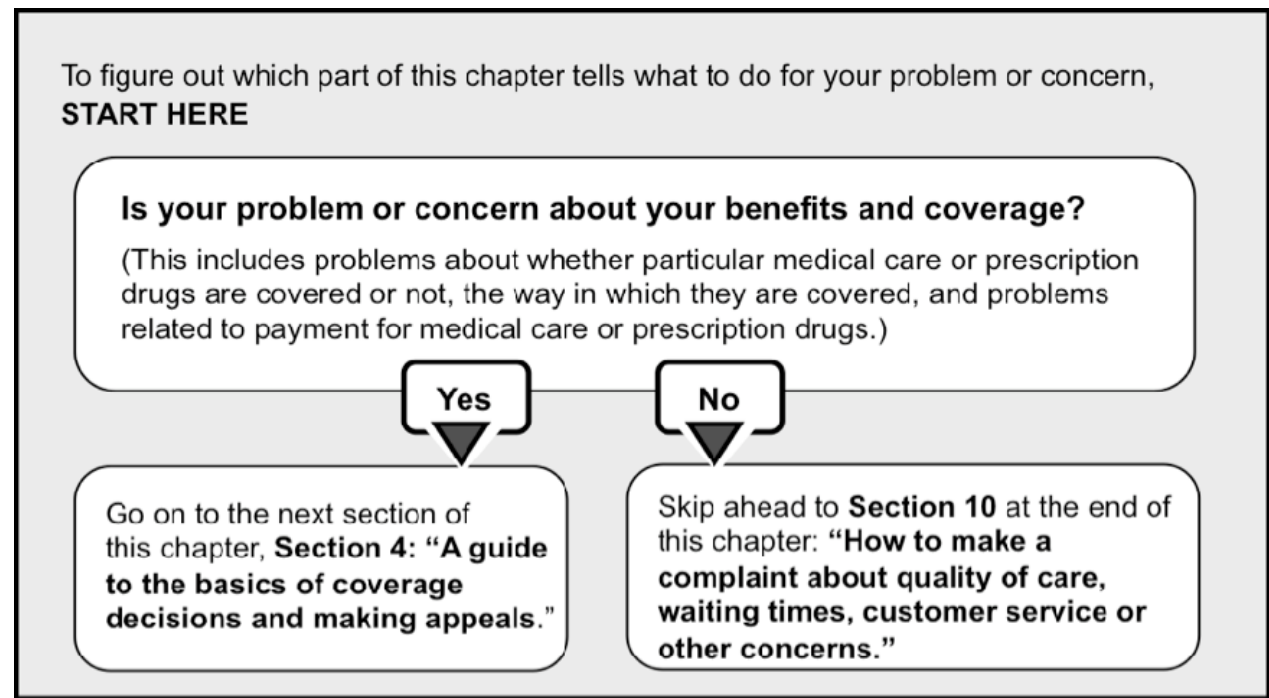 To figure out which part of this chapter tells what to do for your problem or concern,
START HERE
Is your problem or concern about your benefits and coverage?
(This includes problems about whether particular medical care or prescription
drugs are covered or not, the way in which they are covered, and problems
related to payment for medical care or prescription drugs.)
Yes
No
Go on to the next section of
this chapter, Section 4: “A guide
to the basics of coverage
decisions and making appeals.”
Skip ahead to Section 10 at the end of
this chapter: “How to make a
complaint about quality of care,
waiting times, customer service or
other concerns.”